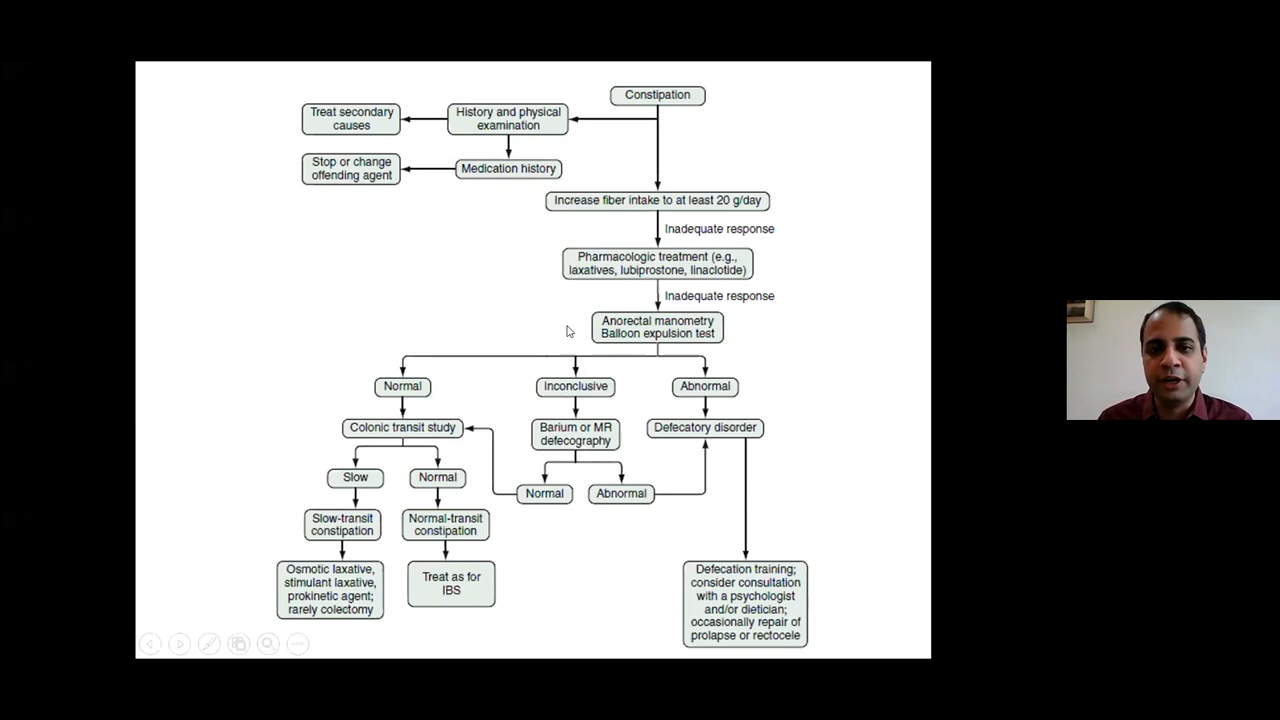 Constipation
Treat secondary
causes
History and physical
examination
Stop or change
offending agent
Medication history
Increase fiber intake to at least 20 g/day
Inadequate response
Pharmacologic treatment (e.g.,
laxatives, lubiprostone, linaclotide)
Inadequate response
Anorectal manometry
Balloon expulsion test
Normal
Inconclusive
Abnormal
Colonic transit study
Barium or MR
defecography
Defecatory disorder
Slow
Normal
Normal
Abnormal
Slow-transit
constipation
Normal-transit
constipation
Osmotic laxative,
stimulant laxative,
prokinetic agent;
rarely colectomy
Treat as for
IBS
Defecation training;
consider consultation
with a psychologist
and/or dietician;
occasionally repair of
prolapse or rectocele